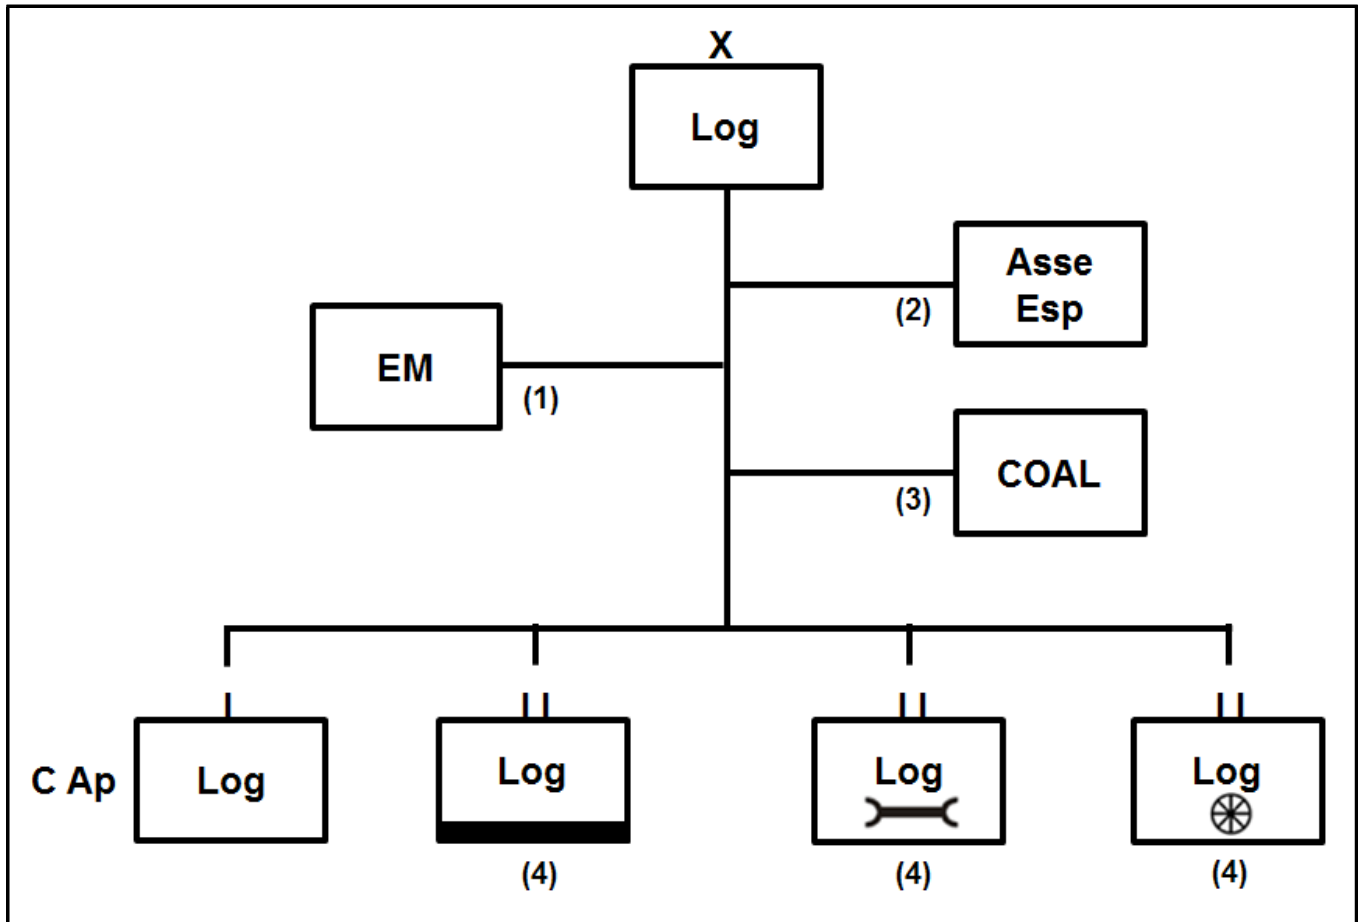 X
Log
Asse
Esp
(2)
EM
(1)
COAL
(3)
I
I I
I I
I I
C Ap
Log
Log
Log
Log
(4)
(4)
(4)